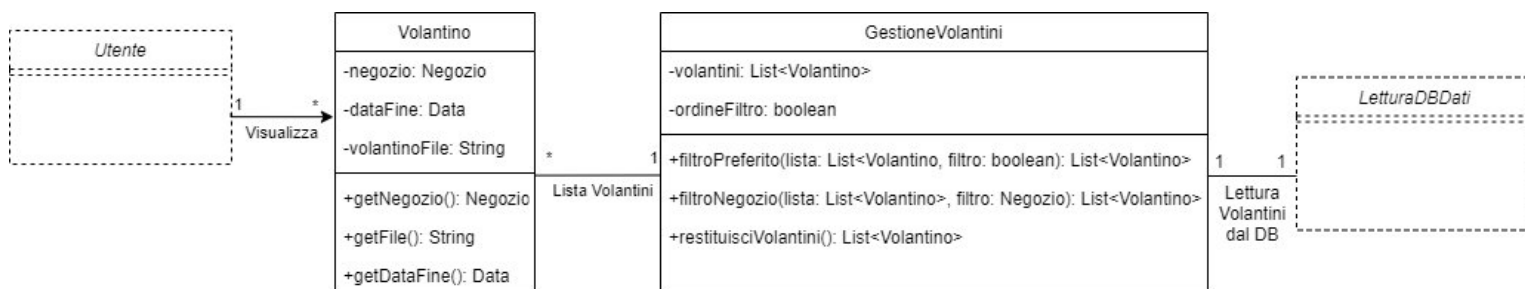 Utente
1
*
Visualizza
Volantino
-negozio: Negozio
-dataFine: Data
-volantinoFile: String
+getNegozio(): Negozio
+getFile(): String
+getDataFine(): Data
*
1
Lista Volantini
GestioneVolantini
-volantini: List<Volantino>
-ordineFiltro: boolean
+filtroPreferito(lista: List<Volantino, filtro: boolean): List<Volantino>
+filtroNegozio(lista: List<Volantino>, filtro: Negozio): List<Volantino>
+restituisciVolantini(): List<Volantino>
1
1
Lettura
Volantini
dal DB
LetturaDBDati